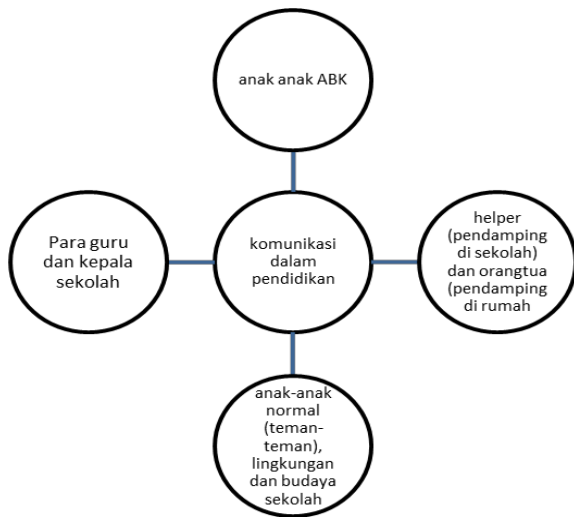 anak anak ABK
Para guru
dan kepala
sekolah
komunikasi
dalam
pendidikan
helper
(pendamping
di sekolah)
dan orangtua
(pendamping
di rumah
anak-anak
normal
(teman-
teman),
lingkungan
dan budaya
sekolah